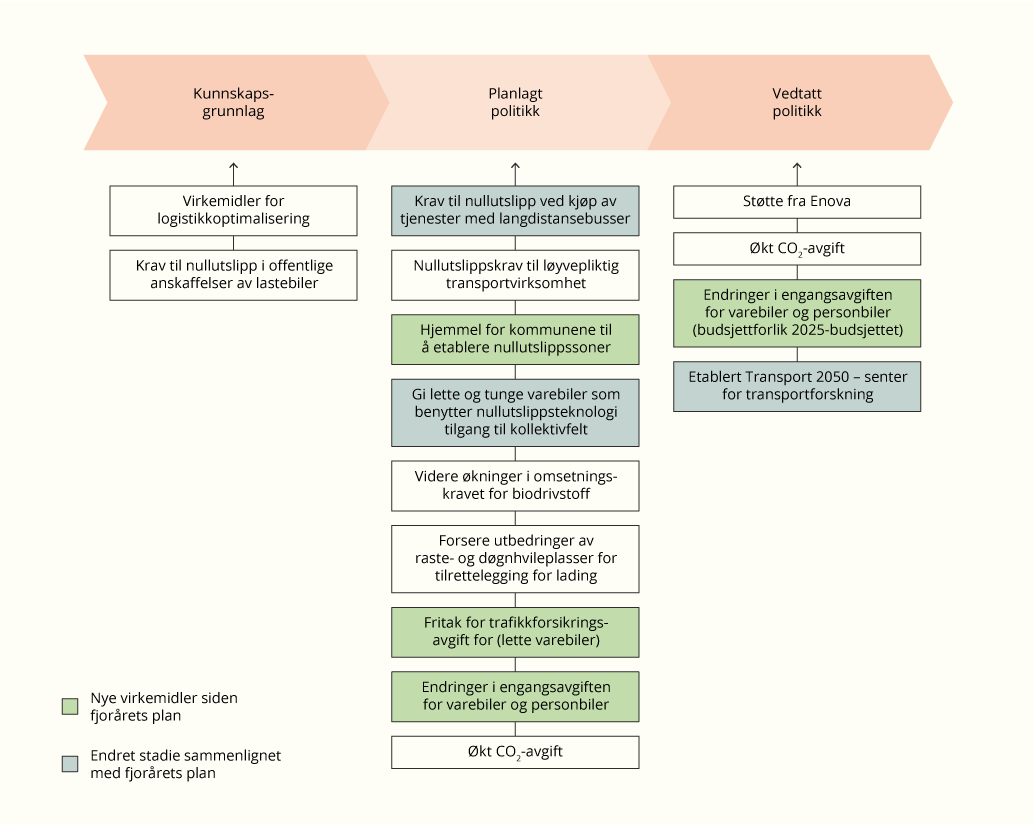 Kunnskaps-
grunnlag
Planlagt
politikk
Vedtatt
politikk
Virkemidler for
logistikkoptimalisering
Krav til nullutslipp i offentlige
anskaffelser av lastebiler
Krav til nullutslipp ved kjøp av
tjenester med langdistansebusser
Nullutslippskrav til løyvepliktig
transportvirksomhet
Hjemmel for kommunene til
å etablere nullutslippssoner
Gi lette og tunge varebiler som
benytter nullutslippsteknologi
tilgang til kollektivfelt
Videre økninger i omsetnings-
kravet for biodrivstoff
Forsere utbedringer av
raste- og døgnhvileplasser for
tilrettelegging for lading
Fritak for trafikkforsikrings-
avgift for (lette varebiler)
Endringer i engangsavgiften
for varebiler og personbiler
Økt CO₂-avgift
Støtte fra Enova
Økt CO₂-avgift
Endringer i engangsavgiften
for varebiler og personbiler
(budsjettforlik 2025-budsjettet)
Etablert Transport 2050 – senter
for transportforskning
Nye virkemidler siden
fjorårets plan
Endret stadie sammenlignet
med fjorårets plan